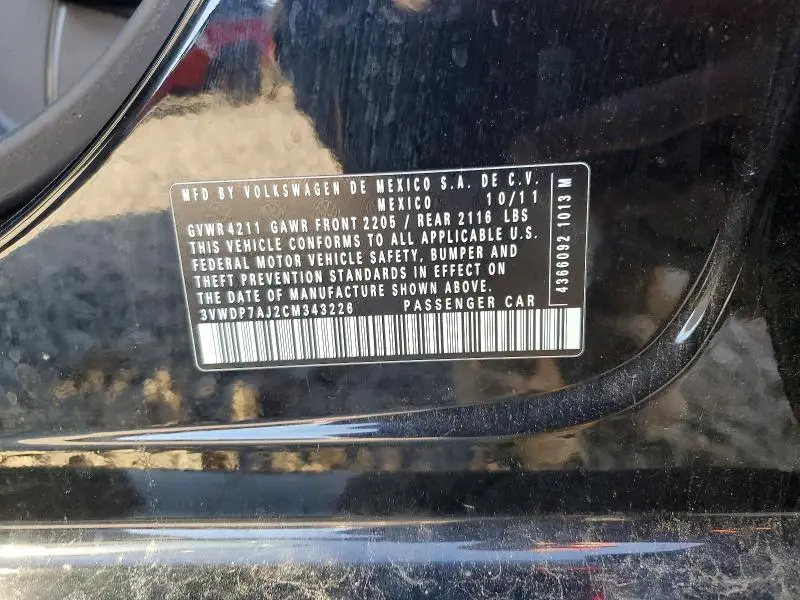 MFD BY VOLKSWAGEN DE MEXICO S.A. DE C.V.
MEXICO 10/11
GVWR 4211 GAWR FRONT 2205 / REAR 2116 LBS
THIS VEHICLE CONFORMS TO ALL APPLICABLE U.S.
FEDERAL MOTOR VEHICLE SAFETY, BUMPER AND
THEFT PREVENTION STANDARDS IN EFFECT ON
THE DATE OF MANUFACTURE SHOWN ABOVE.
3VWDP7AJ2CM343226 PASSENGER CAR
4366092 1013 M